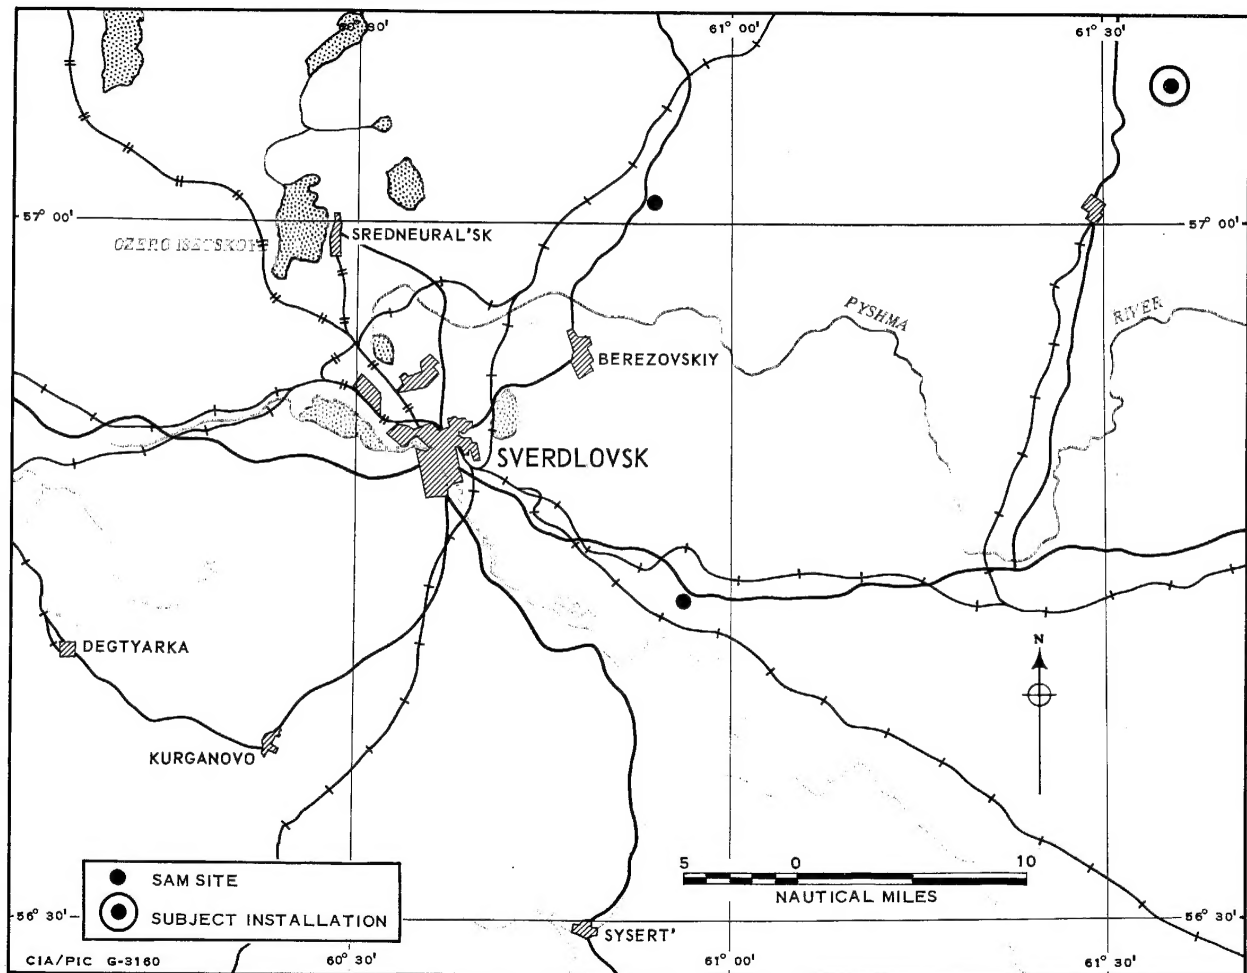 60° 30'
61° 00'
61° 30'
57° 00'
57° 00'
SREDNEURAL'SK
OZERO ISETSKOYE
PYSHMA
RIVER
BEREZOVSKIY
SVERDLOVSK
DEGTYARKA
N
KURGANOVO
SAM SITE
SUBJECT INSTALLATION
5 0 10
NAUTICAL MILES
56° 30'
56° 30'
SYSERT'
CIA/PIC G-3160
60° 30'
61° 00'
61° 30'